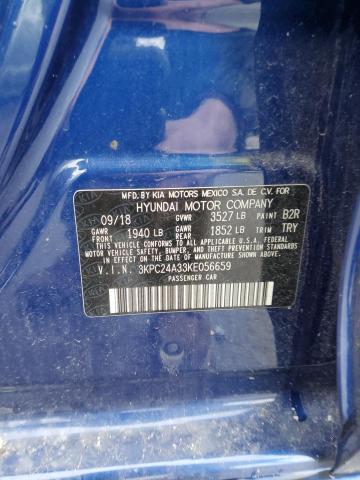 MFD. BY KIA MOTORS MEXICO S.A. DE C.V. FOR
HYUNDAI MOTOR COMPANY
09/18 GVWR 3527 LB PAINT B2R
GAWR FRONT 1940 LB GAWR REAR 1852 LB TRIM TRY
THIS VEHICLE CONFORMS TO ALL APPLICABLE FEDERAL
MOTOR VEHICLE SAFETY, BUMPER, AND THEFT
PREVENTION STANDARDS IN EFFECT ON THE DATE OF
MANUFACTURE SHOWN ABOVE.
V.I.N. 3KPC24A33KE056659
PASSENGER CAR